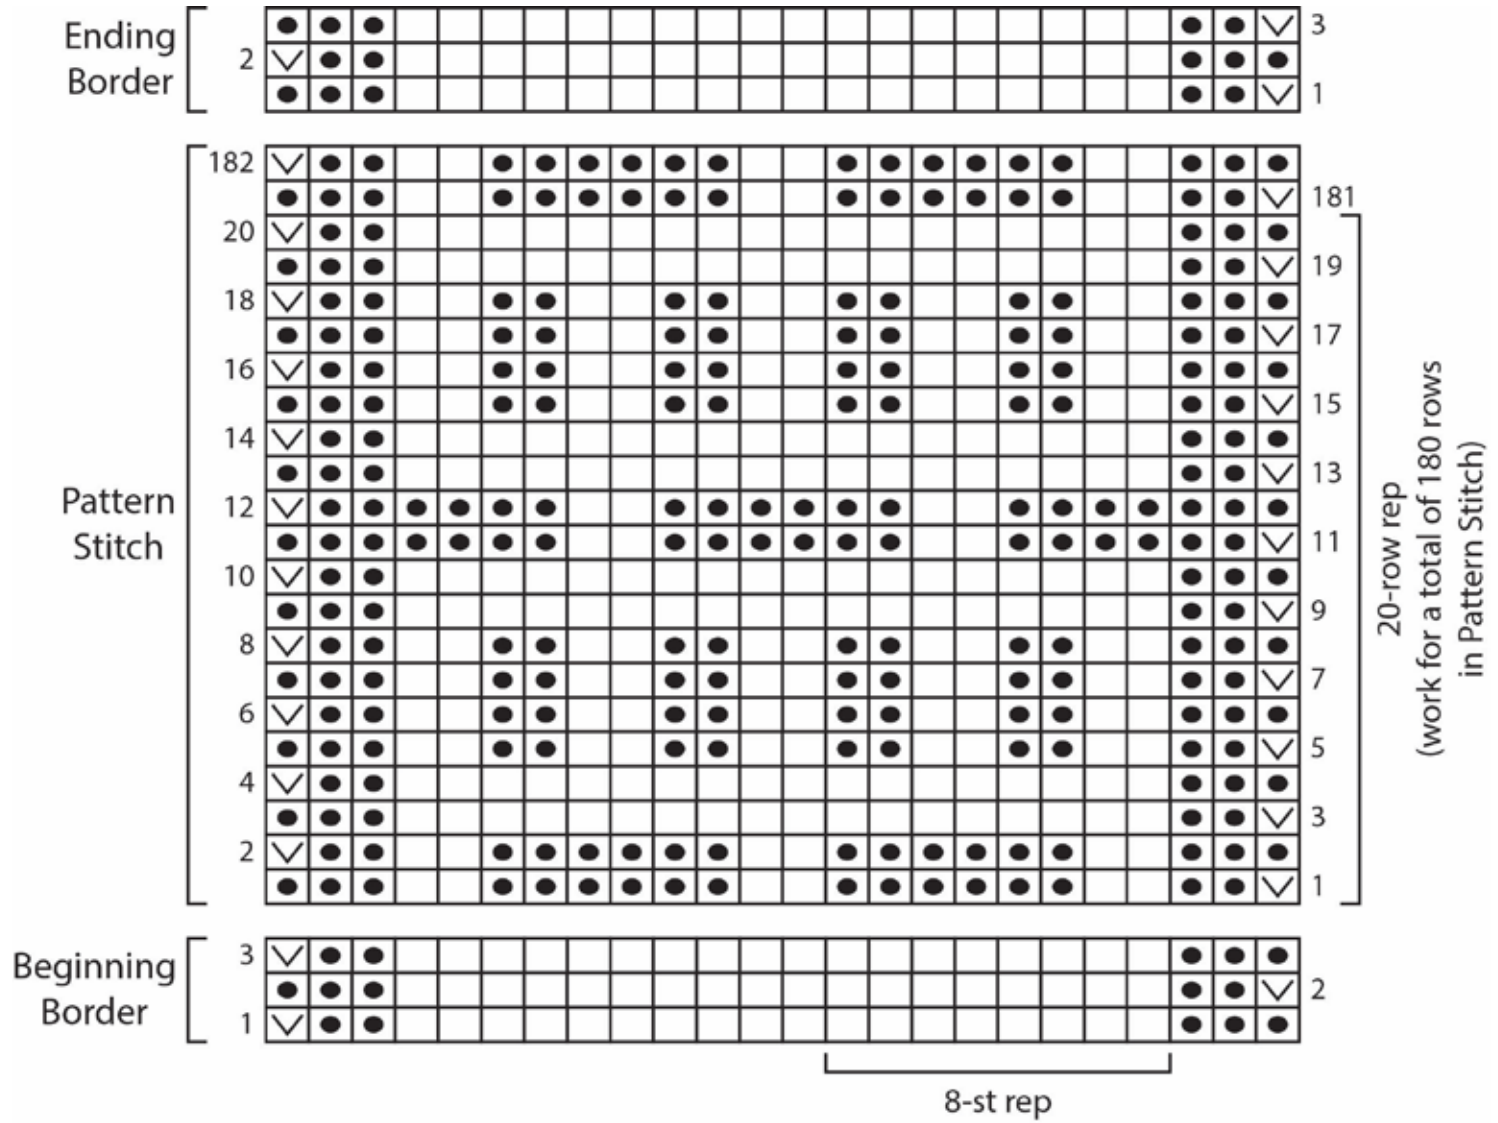 Ending
Border
3
2
1
Pattern
Stitch
182
181
20
19
18
17
16
15
14
13
12
11
10
9
8
7
6
5
4
3
2
1
20-row rep
(work for a total of 180 rows
in Pattern Stitch)
Beginning
Border
3
2
1
8-st rep